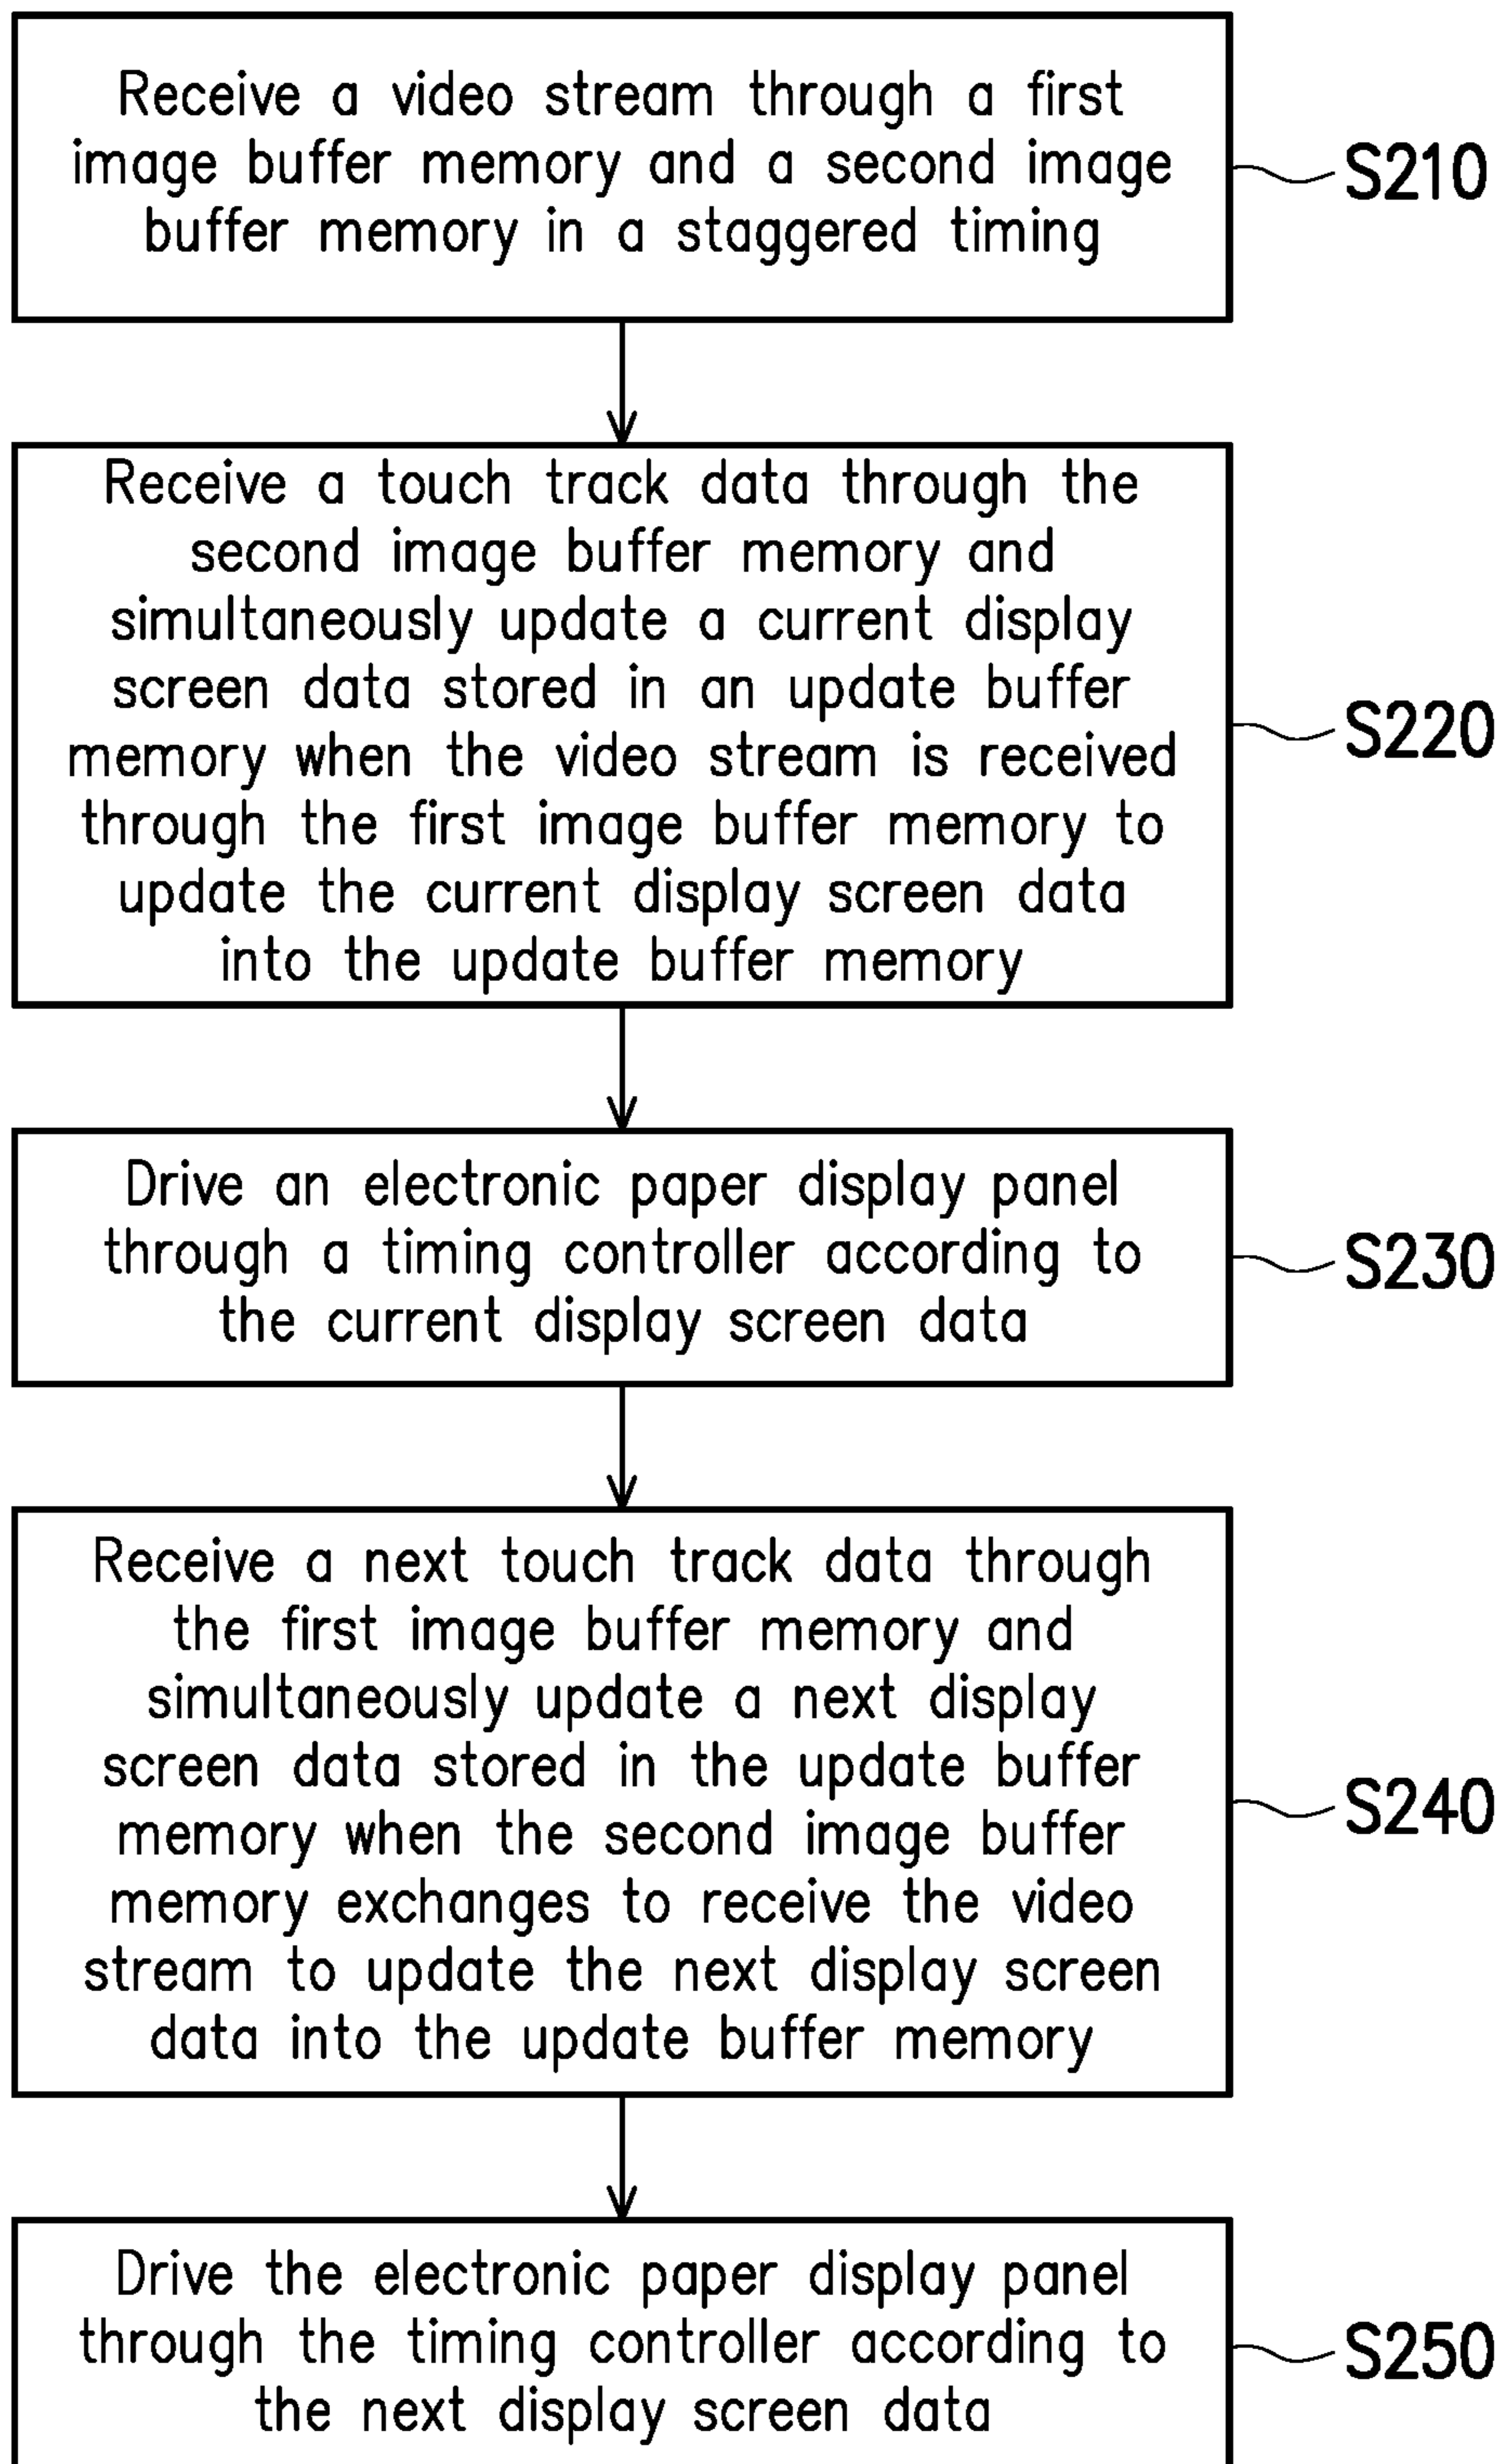 Receive a video stream through a first
image buffer memory and a second image
buffer memory in a staggered timing
S210
Receive a touch track data through the
second image buffer memory and
simultaneously update a current display
screen data stored in an update buffer
memory when the video stream is received
through the first image buffer memory to
update the current display screen data
into the update buffer memory
S220
Drive an electronic paper display panel
through a timing controller according to
the current display screen data
S230
Receive a next touch track data through
the first image buffer memory and
simultaneously update a next display
screen data stored in the update buffer
memory when the second image buffer
memory exchanges to receive the video
stream to update the next display screen
data into the update buffer memory
S240
Drive the electronic paper display panel
through the timing controller according to
the next display screen data
S250